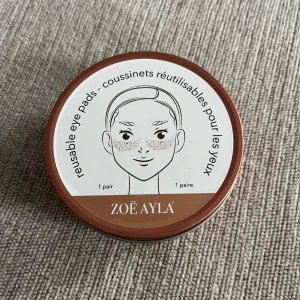 reusable eye pads - coussinets réutilisables pour les yeux
1 pair
1 paire
ZOË AYLA